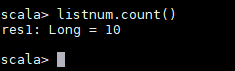 scala> listnum.count()
res1: Long = 10
scala>